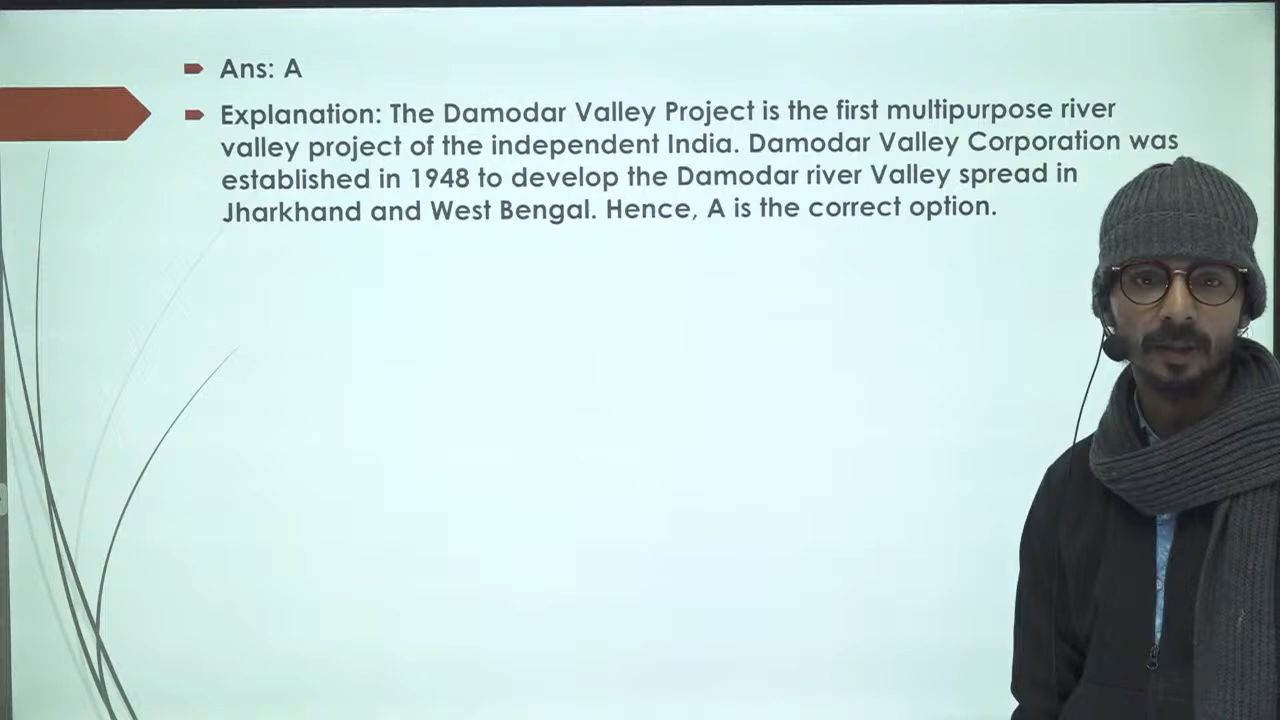 Ans: A
Explanation: The Damodar Valley Project is the first multipurpose river
valley project of the independent India. Damodar Valley Corporation was
established in 1948 to develop the Damodar river Valley spread in
Jharkhand and West Bengal. Hence, A is the correct option.